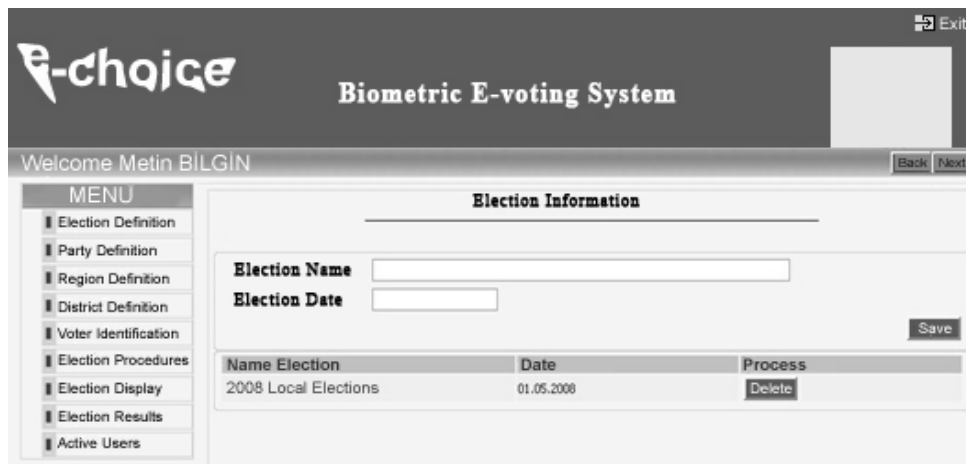 Exit
e-choice
Biometric E-voting System
Welcome Metin BİLGİN
Back Next
MENU
Election Definition
Party Definition
Region Definition
District Definition
Voter Identification
Election Procedures
Election Display
Election Results
Active Users
Election Information
Election Name
Election Date
Save
Name Election Date Process
2008 Local Elections 01.05.2008 Delete